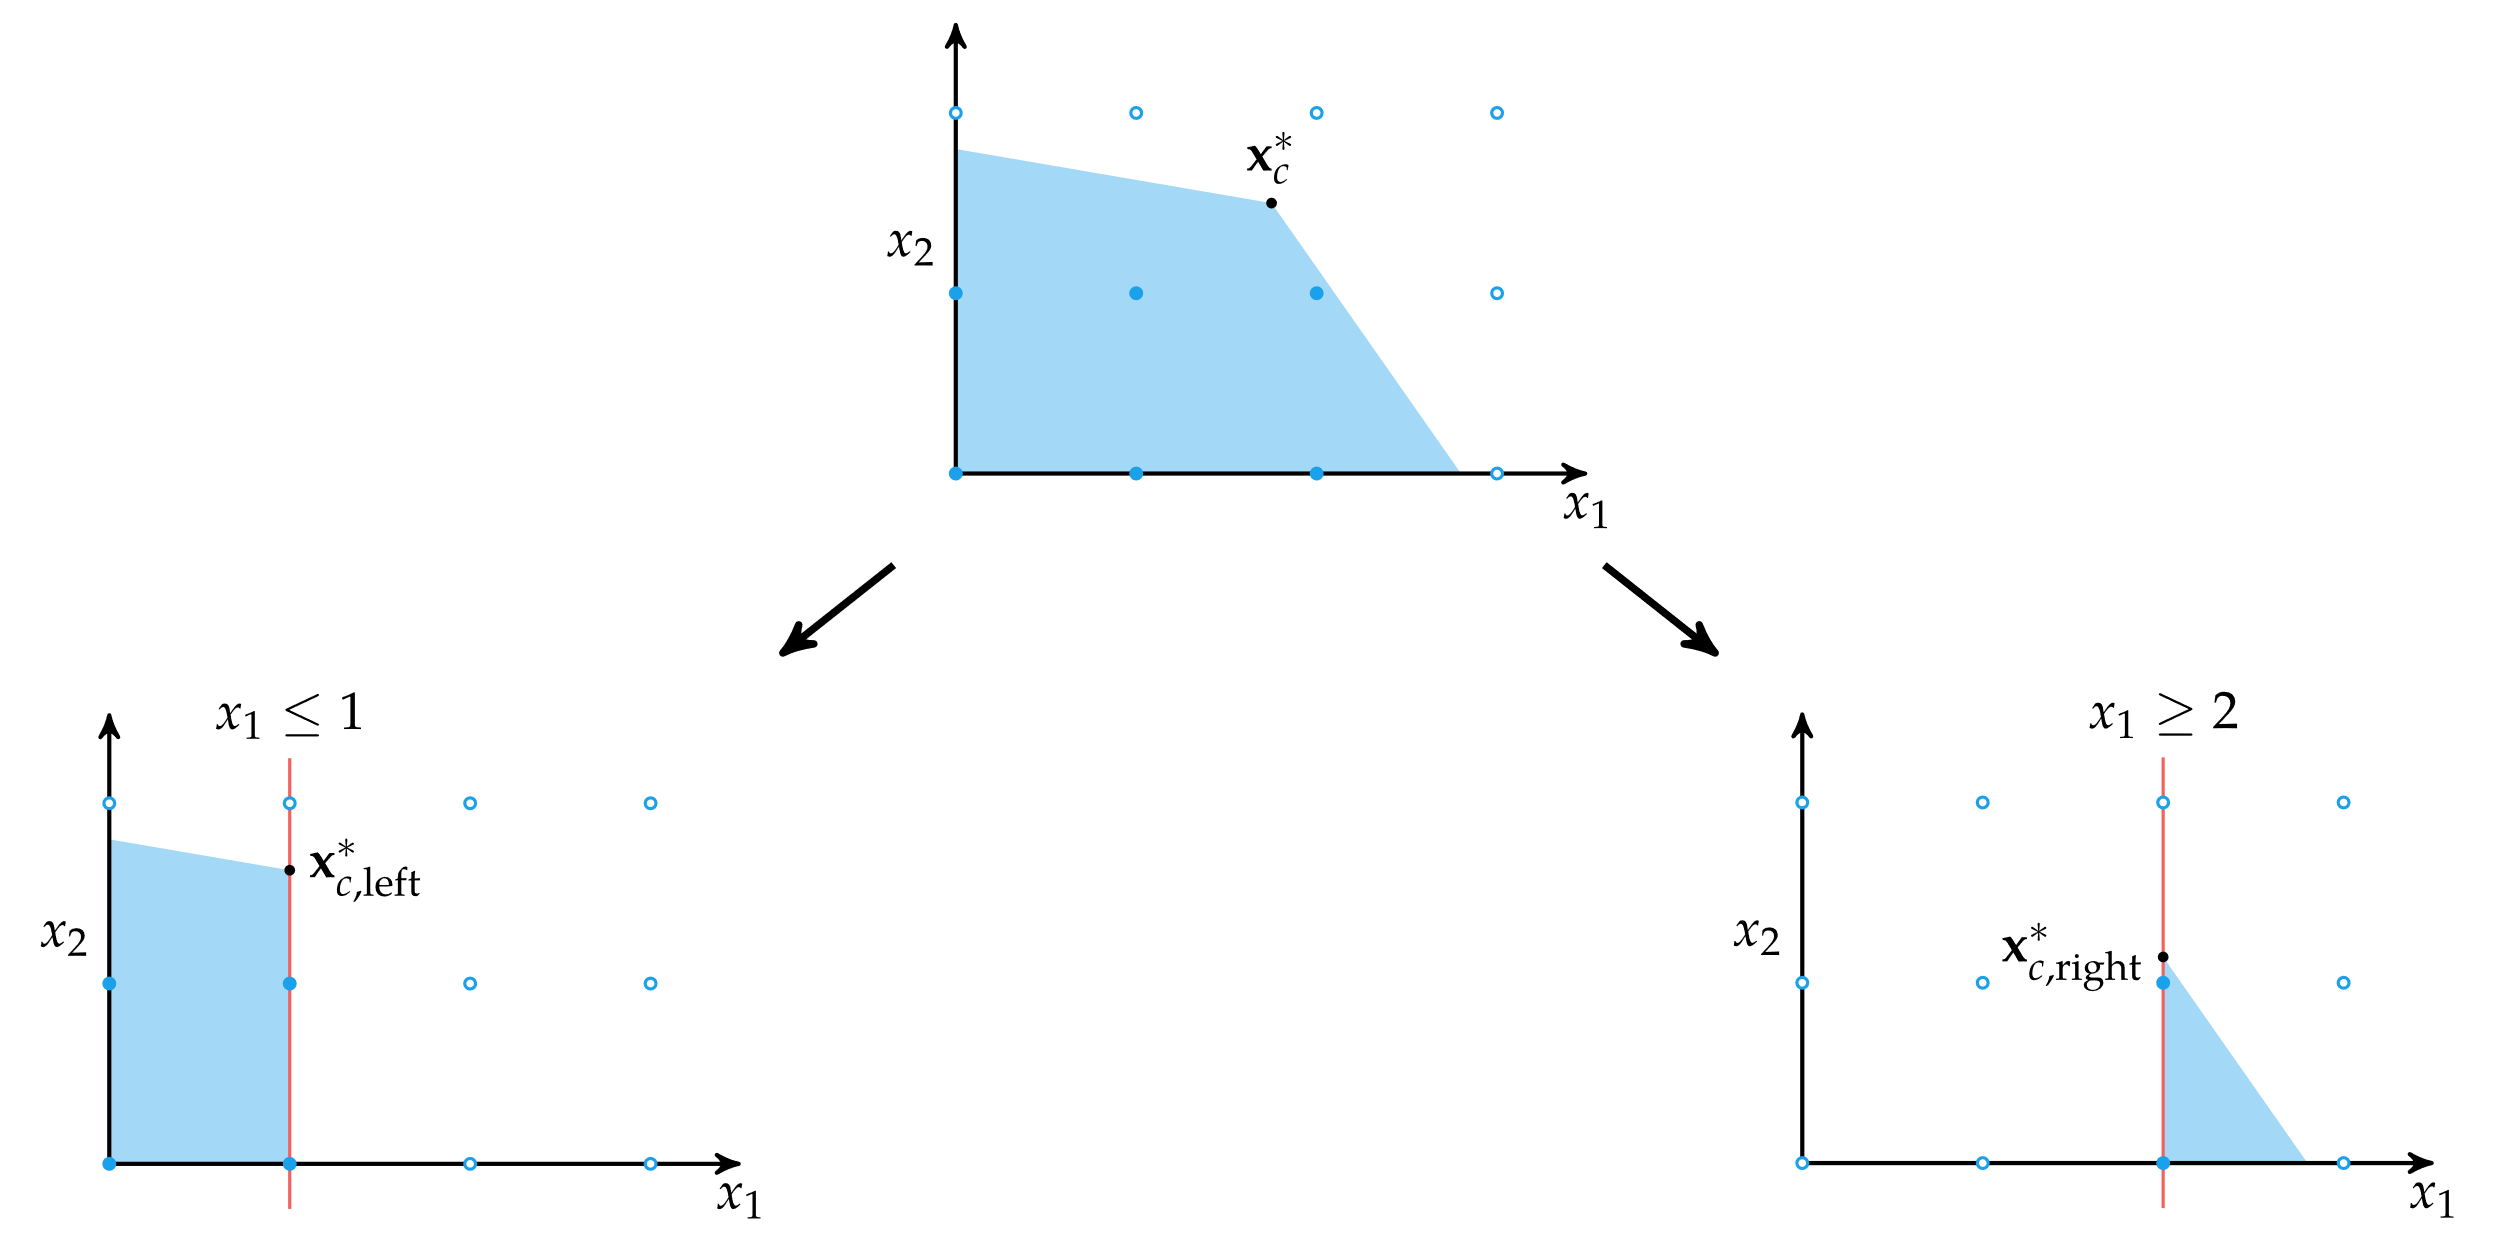 x*c
x2
x1
x1 ≤ 1
x1 ≥ 2
x*c,left
x2
x*c,right
x2
x1
x1